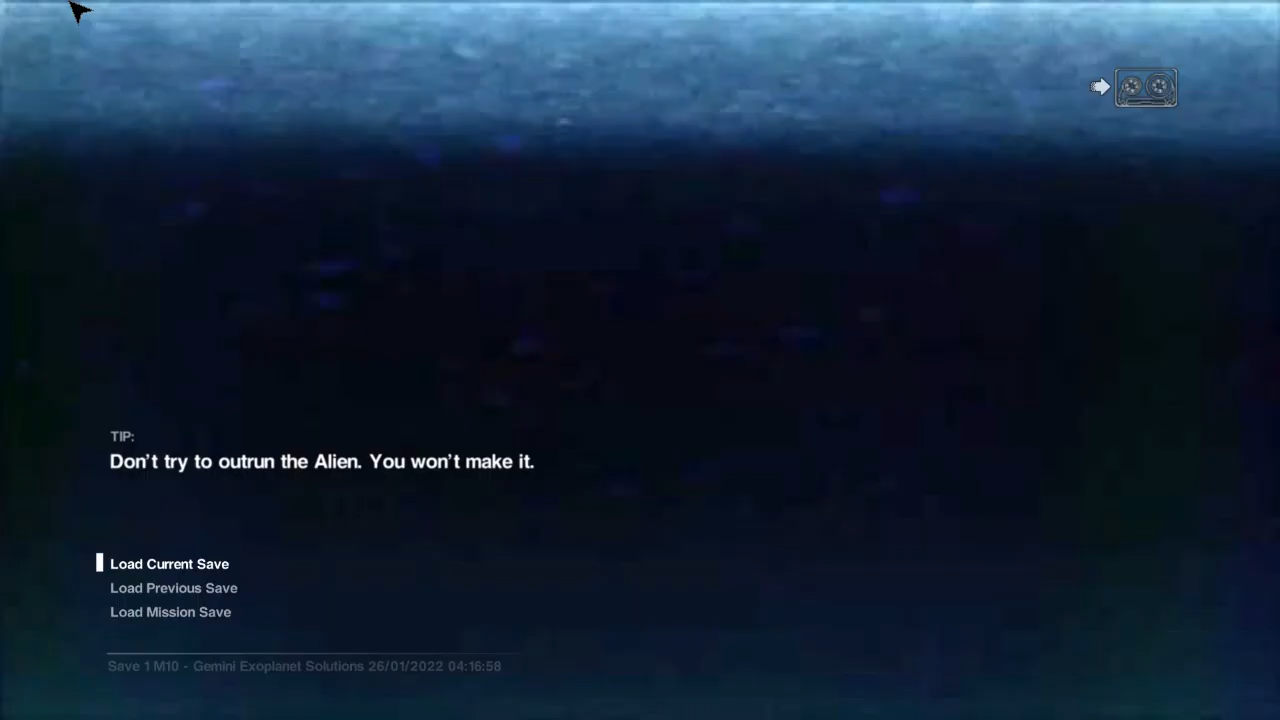 TIP:
Don't try to outrun the Alien. You won't make it.
Load Current Save
Load Previous Save
Load Mission Save
Save 1 M10 - Gemini Exoplanet Solutions 26/01/2022 04:16:58